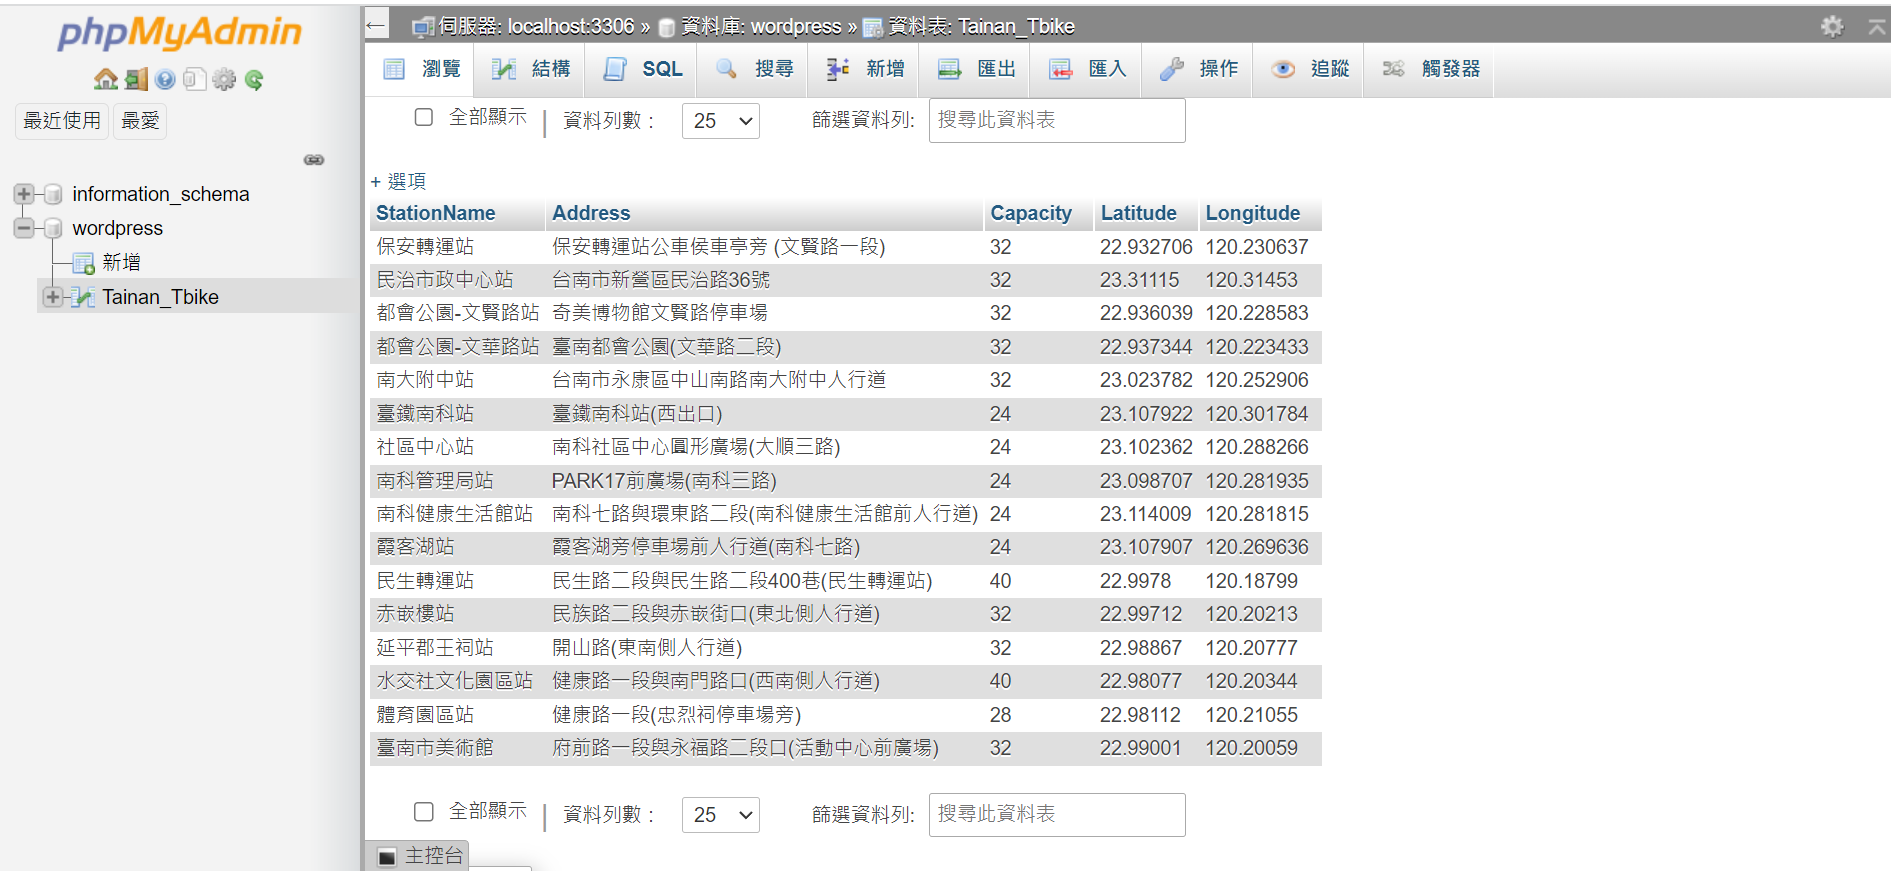 phpMyAdmin
最近使用 最愛
information_schema
wordpress
新增
Tainan_Tbike
伺服器: localhost:3306 » 資料庫: wordpress » 資料表: Tainan_Tbike
瀏覽 結構 SQL 搜尋 新增 匯出 匯入 操作 追蹤 觸發器
全部顯示 | 資料列數： 25 篩選資料列: 搜尋此資料表
+ 選項
StationName Address Capacity Latitude Longitude
保安轉運站 保安轉運站公車侯車亭旁 (文賢路一段) 32 22.932706 120.230637
民治市政中心站 台南市新營區民治路36號 32 23.31115 120.31453
都會公園-文賢路站 奇美博物館文賢路停車場 32 22.936039 120.228583
都會公園-文華路站 臺南都會公園(文華路二段) 32 22.937344 120.223433
南大附中站 台南市永康區中山南路南大附中人行道 32 23.023782 120.252906
臺鐵南科站 臺鐵南科站(西出口) 24 23.107922 120.301784
社區中心站 南科社區中心圓形廣場(大順三路) 24 23.102362 120.288266
南科管理局站 PARK17前廣場(南科三路) 24 23.098707 120.281935
南科健康生活館站 南科七路與環東路二段(南科健康生活館前人行道) 24 23.114009 120.281815
霞客湖站 霞客湖旁停車場前人行道(南科七路) 24 23.107907 120.269636
民生轉運站 民生路二段與民生路二段400巷(民生轉運站) 40 22.9978 120.18799
赤嵌樓站 民族路二段與赤嵌街口(東北側人行道) 32 22.99712 120.20213
延平郡王祠站 開山路(東南側人行道) 32 22.98867 120.20777
水交社文化園區站 健康路一段與南門路口(西南側人行道) 40 22.98077 120.20344
體育園區站 健康路一段(忠烈祠停車場旁) 28 22.98112 120.21055
臺南市美術館 府前路一段與永福路二段口(活動中心前廣場) 32 22.99001 120.20059
全部顯示 | 資料列數： 25 篩選資料列: 搜尋此資料表
主控台